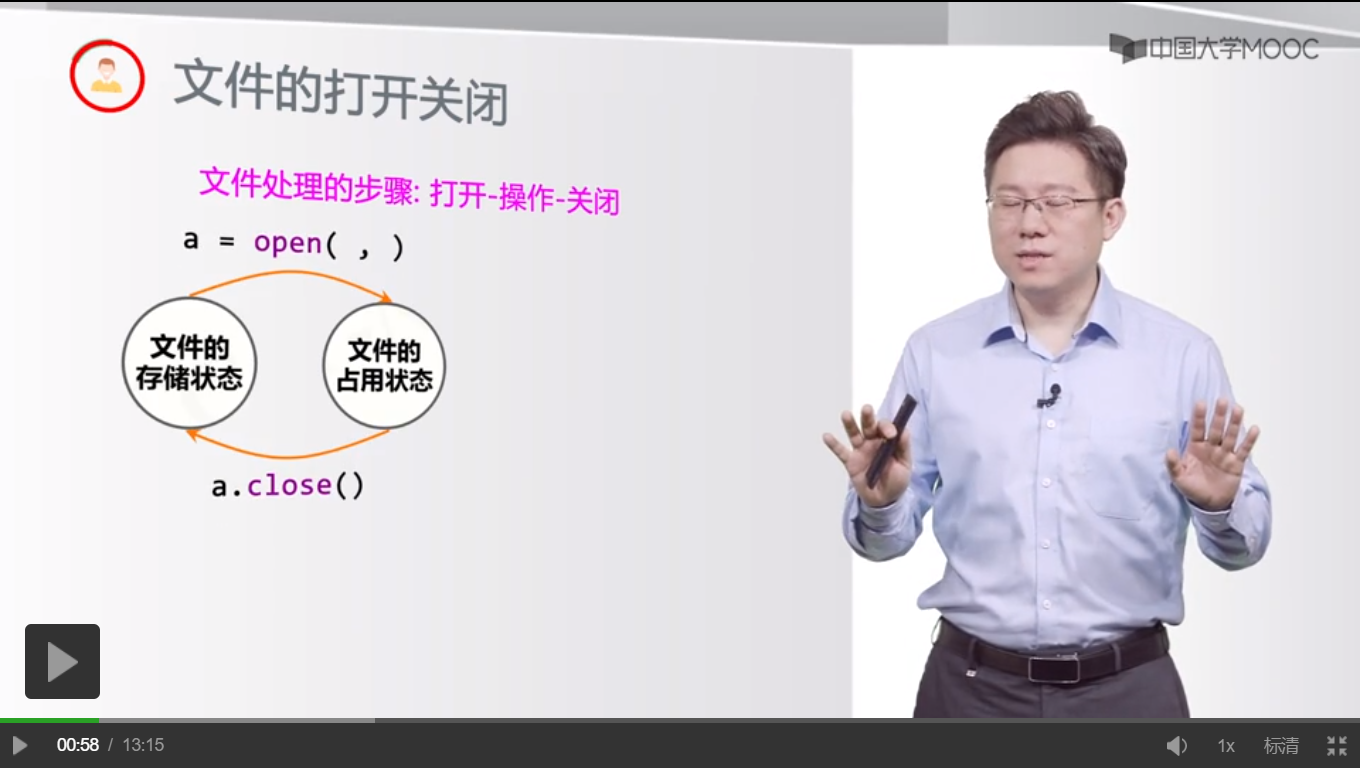 中国大学MOOC
文件的打开关闭
文件处理的步骤: 打开-操作-关闭
a = open( , )
文件的
存储状态
文件的
占用状态
a.close()
00:58 / 13:15
1x
标清